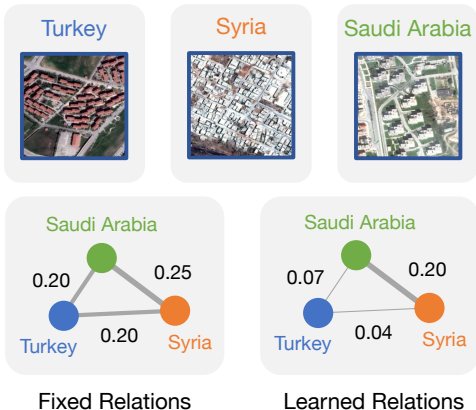 Turkey
Syria
Saudi Arabia
Saudi Arabia
0.20
0.25
Turkey
0.20
Syria
Saudi Arabia
0.07
0.20
Turkey
0.04
Syria
Fixed Relations
Learned Relations